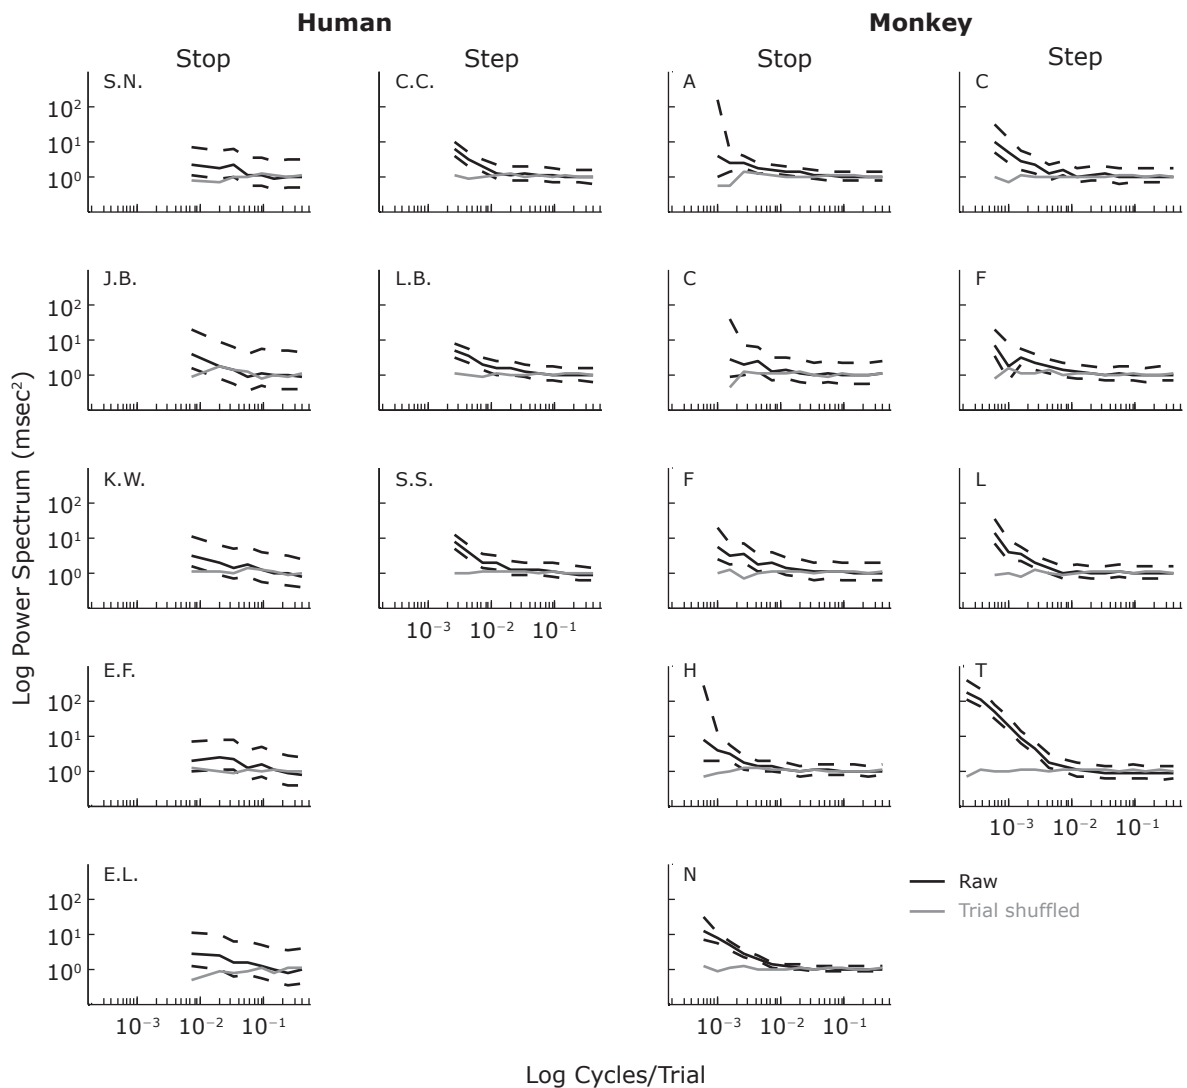 Human Monkey
Stop Step Stop Step
S.N. C.C. A C
10²
10¹
10⁰
J.B. L.B. C F
10²
10¹
10⁰
K.W. S.S. F L
10²
10¹
10⁰
10⁻³ 10⁻² 10⁻¹
E.F. H T
10²
10¹
10⁰
10⁻³ 10⁻² 10⁻¹
E.L. N
Raw
Trial shuffled
10²
10¹
10⁰
10⁻³ 10⁻² 10⁻¹ 10⁻³ 10⁻² 10⁻¹
Log Power Spectrum (msec²)
Log Cycles/Trial